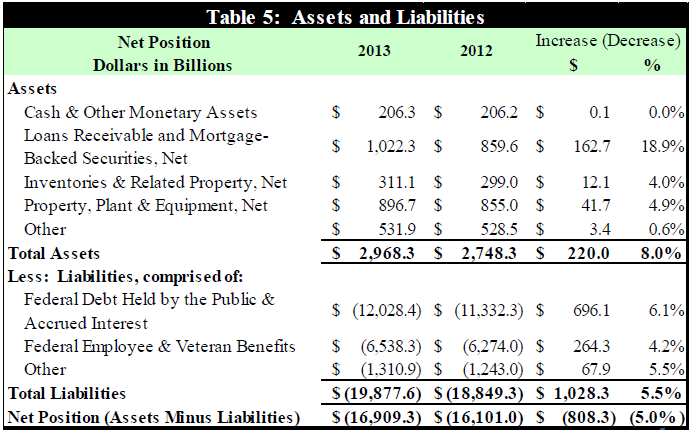 Table 5: Assets and Liabilities
Net Position 2013 2012 Increase (Decrease)
Dollars in Billions $ %
Assets
Cash & Other Monetary Assets $ 206.3 $ 206.2 $ 0.1 0.0%
Loans Receivable and Mortgage-
Backed Securities, Net $ 1,022.3 $ 859.6 $ 162.7 18.9%
Inventories & Related Property, Net $ 311.1 $ 299.0 $ 12.1 4.0%
Property, Plant & Equipment, Net $ 896.7 $ 855.0 $ 41.7 4.9%
Other $ 531.9 $ 528.5 $ 3.4 0.6%
Total Assets $ 2,968.3 $ 2,748.3 $ 220.0 8.0%
Less: Liabilities, comprised of:
Federal Debt Held by the Public &
Accrued Interest $ (12,028.4) $ (11,332.3) $ 696.1 6.1%
Federal Employee & Veteran Benefits $ (6,538.3) $ (6,274.0) $ 264.3 4.2%
Other $ (1,310.9) $ (1,243.0) $ 67.9 5.5%
Total Liabilities $ (19,877.6) $ (18,849.3) $ 1,028.3 5.5%
Net Position (Assets Minus Liabilities) $ (16,909.3) $ (16,101.0) $ (808.3) (5.0%)